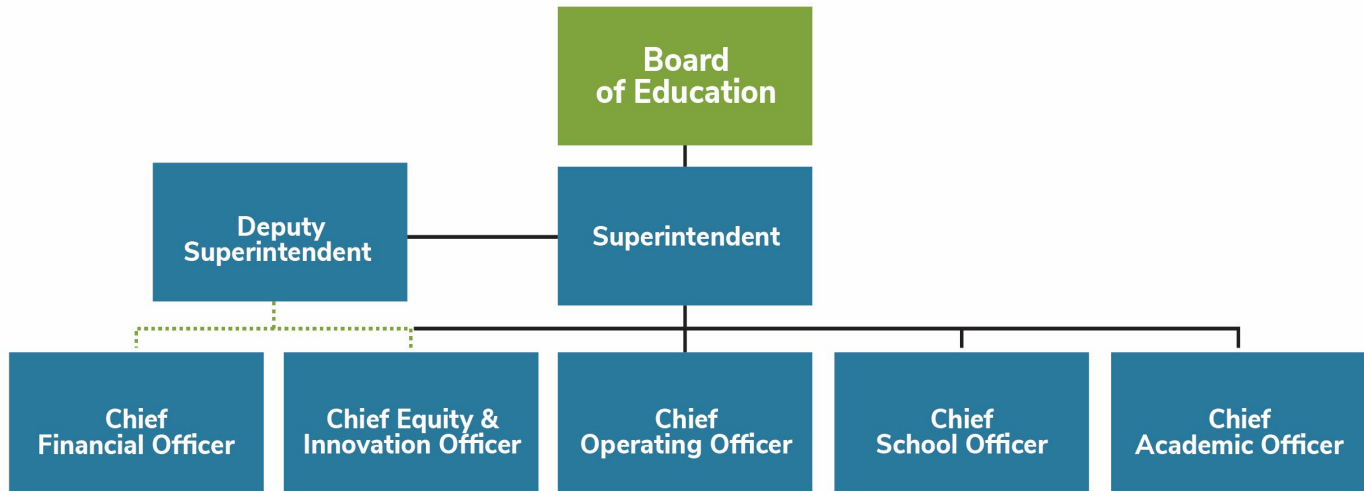 Board
of Education
Deputy
Superintendent
Superintendent
Chief
Financial Officer
Chief Equity &
Innovation Officer
Chief
Operating Officer
Chief
School Officer
Chief
Academic Officer